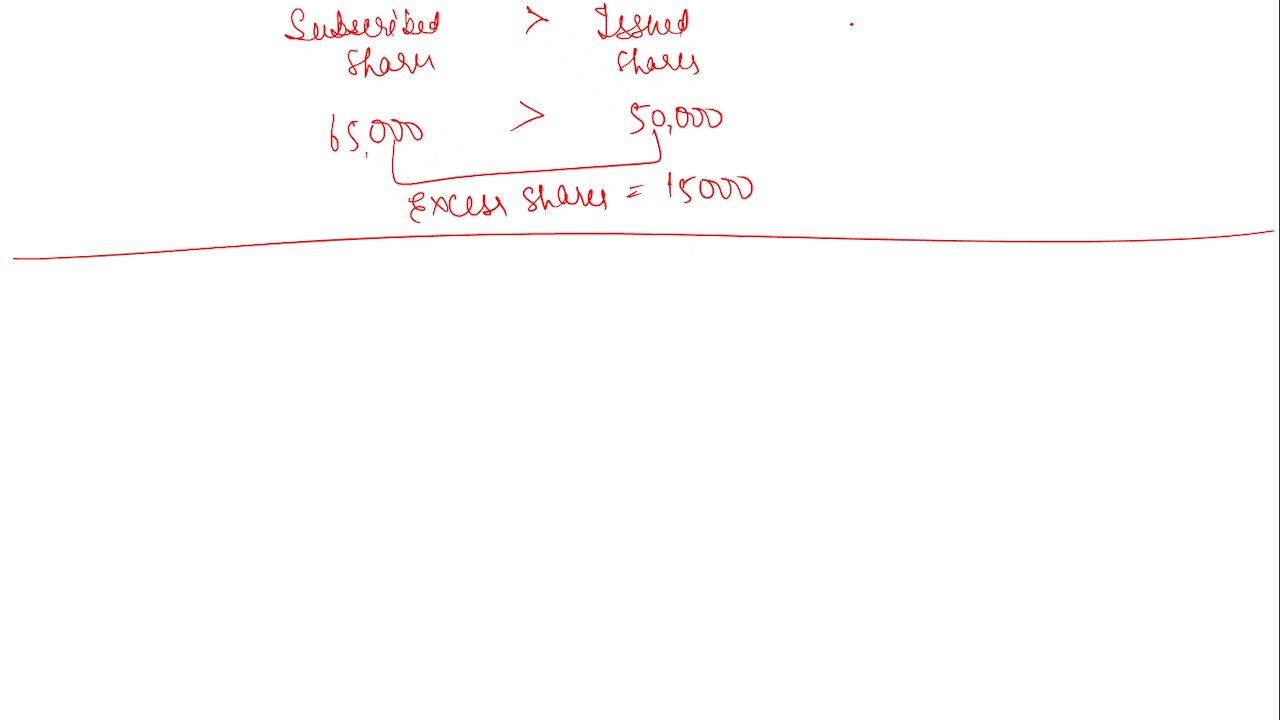 Subscribed > Issued
Shares shares
65,000 > 50,000
Excess Shares = 15000